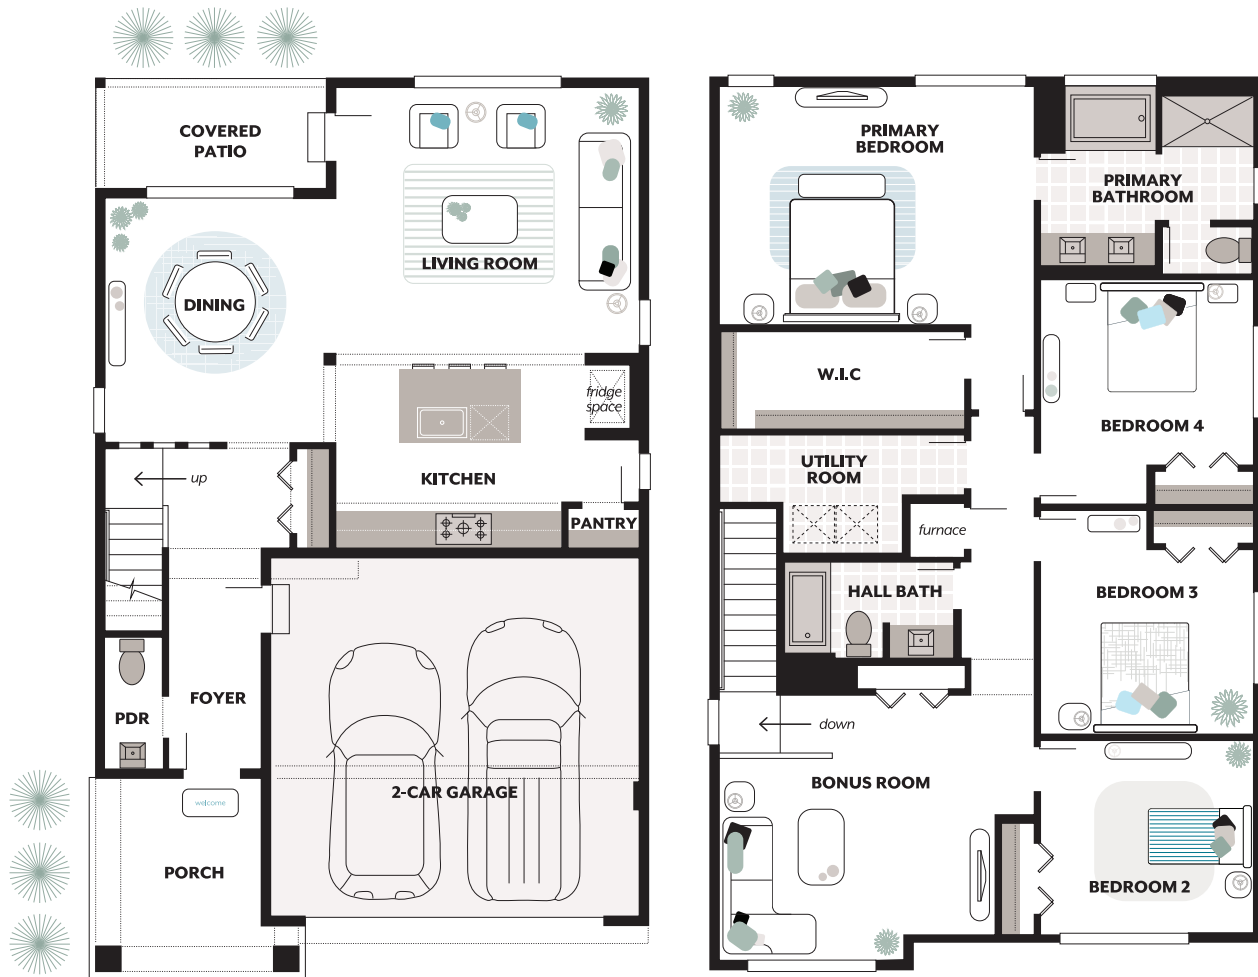 COVERED
PATIO
LIVING ROOM
DINING
fridge
space
KITCHEN
up
PANTRY
FOYER
PDR
2-CAR GARAGE
welcome
PORCH
PRIMARY
BEDROOM
PRIMARY
BATHROOM
W.I.C
BEDROOM 4
UTILITY
ROOM
furnace
HALL BATH
BEDROOM 3
down
BONUS ROOM
BEDROOM 2